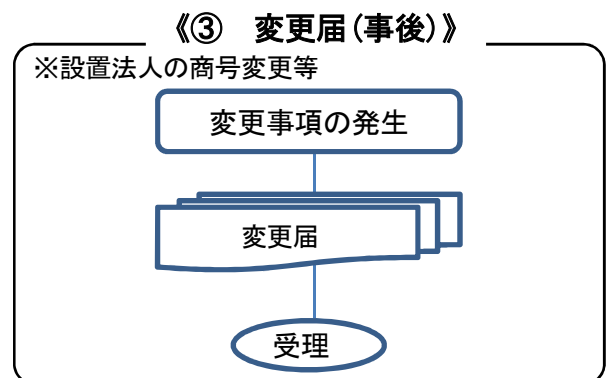 《③　変更届(事後)》
※設置法人の商号変更等
変更事項の発生
変更届
受理